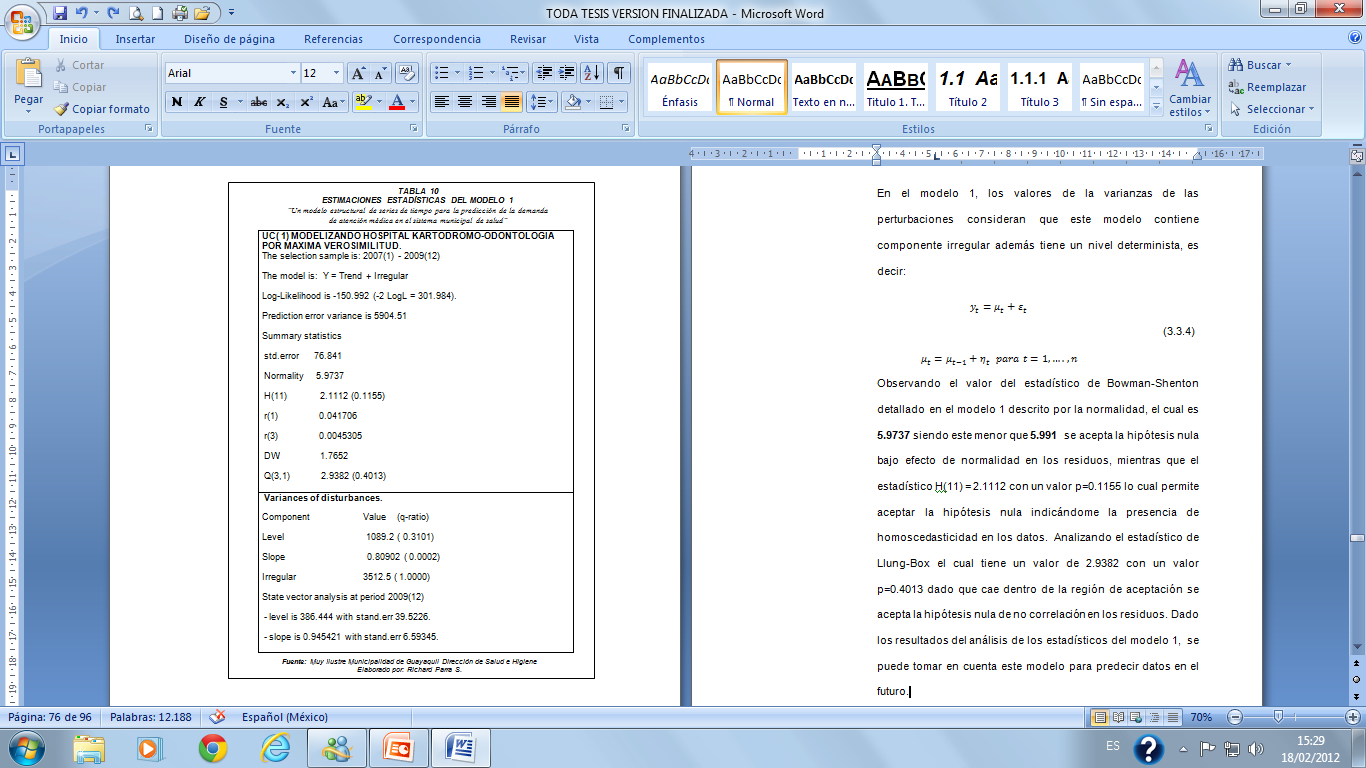 TODA TESIS VERSION FINALIZADA - Microsoft Word
Inicio Insertar Diseño de página Referencias Correspondencia Revisar Vista Complementos
Pegar
Cortar
Copiar
Copiar formato
Portapapeles
Arial 12
N K S abc x₂ x² Aa ab A
Fuente
Párrafo
AaBbCcDc AaBbCcDc AaBbCcDc AaBBC 1.1 Aa 1.1.1 A AaBbCcDc
Énfasis ¶ Normal Texto en n... Titulo 1. T... Título 2 Título 3 ¶ Sin espa...
Cambiar estilos
Estilos
Buscar
Reemplazar
Seleccionar
Edición
TABLA 10
ESTIMACIONES ESTADÍSTICAS DEL MODELO 1
"Un modelo estructural de series de tiempo para la predicción de la demanda
de atención médica en el sistema municipal de salud"
UC( 1) MODELIZANDO HOSPITAL KARTODROMO-ODONTOLOGIA
POR MAXIMA VEROSIMILITUD.
The selection sample is: 2007(1) - 2009(12)
The model is: Y = Trend + Irregular
Log-Likelihood is -150.992 (-2 LogL = 301.984).
Prediction error variance is 5904.51
Summary statistics
std.error 76.841
Normality 5.9737
H(11) 2.1112 (0.1155)
r(1) 0.041706
r(3) 0.0045305
DW 1.7652
Q(3,1) 2.9382 (0.4013)
Variances of disturbances.
Component Value (q-ratio)
Level 1089.2 ( 0.3101)
Slope 0.80902 ( 0.0002)
Irregular 3512.5 ( 1.0000)
State vector analysis at period 2009(12)
- level is 386.444 with stand.err 39.5226.
- slope is 0.945421 with stand.err 6.59345.
Fuente: Muy Ilustre Municipalidad de Guayaquil Dirección de Salud e Higiene
Elaborado por: Richard Parra S.
En el modelo 1, los valores de la varianzas de las
perturbaciones consideran que este modelo contiene
componente irregular además tiene un nivel determinista, es
decir:
𝑦ₜ = 𝜇ₜ + 𝜀ₜ
(3.3.4)
𝜇ₜ = 𝜇ₜ₋₁ + 𝜂ₜ para t = 1, … . , n
Observando el valor del estadístico de Bowman-Shenton
detallado en el modelo 1 descrito por la normalidad, el cual es
5.9737 siendo este menor que 5.991 se acepta la hipótesis nula
bajo efecto de normalidad en los residuos, mientras que el
estadístico H(11) = 2.1112 con un valor p=0.1155 lo cual permite
aceptar la hipótesis nula indicándome la presencia de
homoscedasticidad en los datos. Analizando el estadístico de
Llung-Box el cual tiene un valor de 2.9382 con un valor
p=0.4013 dado que cae dentro de la región de aceptación se
acepta la hipótesis nula de no correlación en los residuos. Dado
los resultados del análisis de los estadísticos del modelo 1, se
puede tomar en cuenta este modelo para predecir datos en el
futuro.
Página: 76 de 96 Palabras: 12.188 Español (México) 70%
ES 15:29
18/02/2012